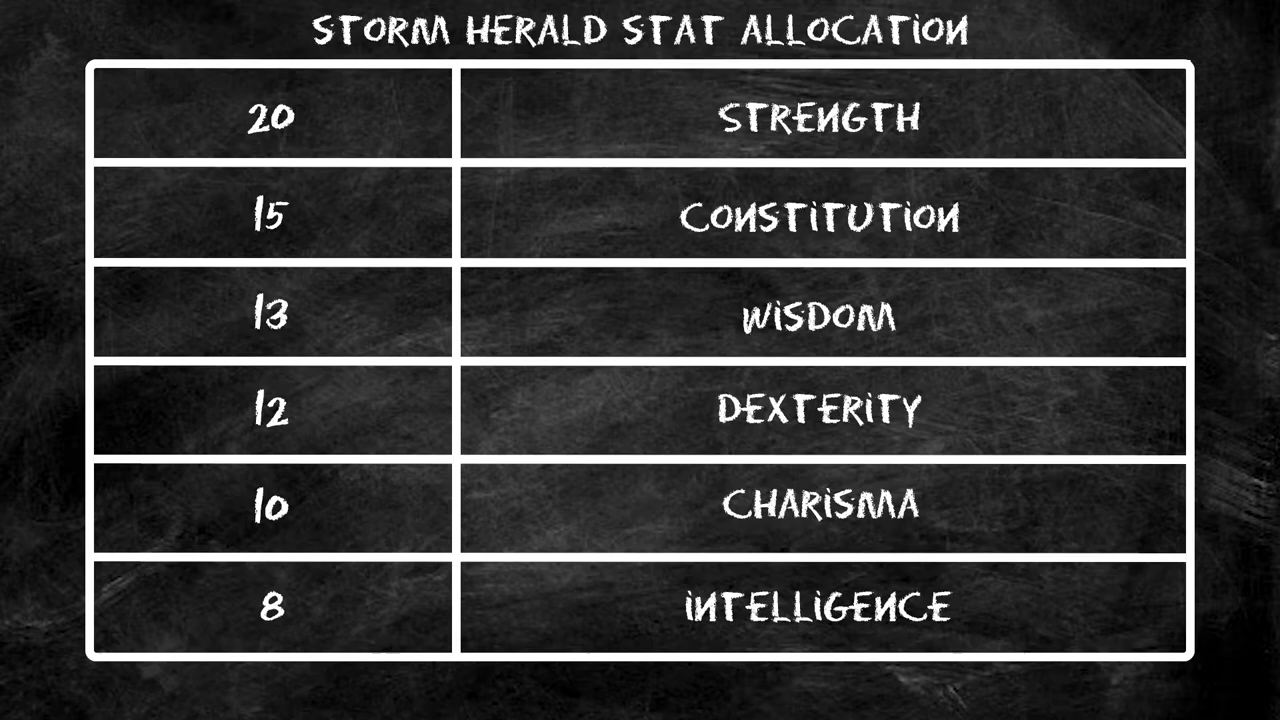 STORM HERALD STAT ALLOCATiON
20 STRENGTH
15 CONSTiTUTiON
13 WiSDOM
12 DEXTERiTY
10 CHARiSMA
8 iNTELLiGENCE